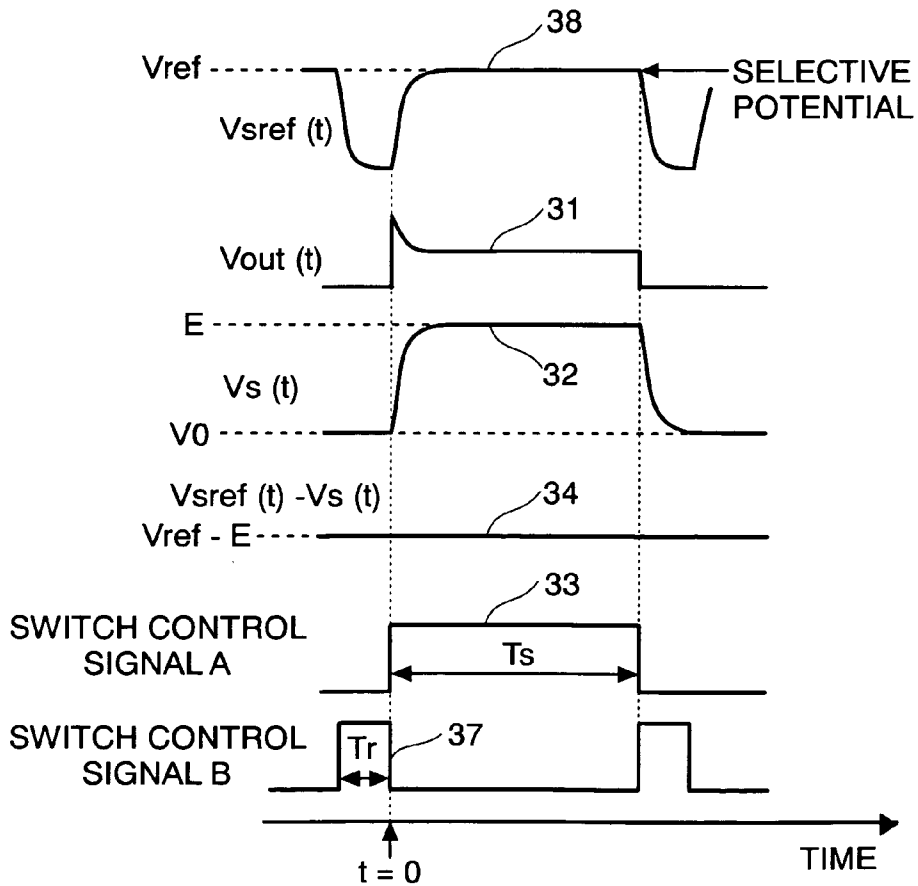 38
Vref
SELECTIVE
POTENTIAL
Vsref (t)
31
Vout (t)
E
32
Vs (t)
V0
Vsref (t) -Vs (t)
34
Vref - E
33
SWITCH CONTROL
SIGNAL A
Ts
SWITCH CONTROL
SIGNAL B
Tr
37
TIME
t = 0